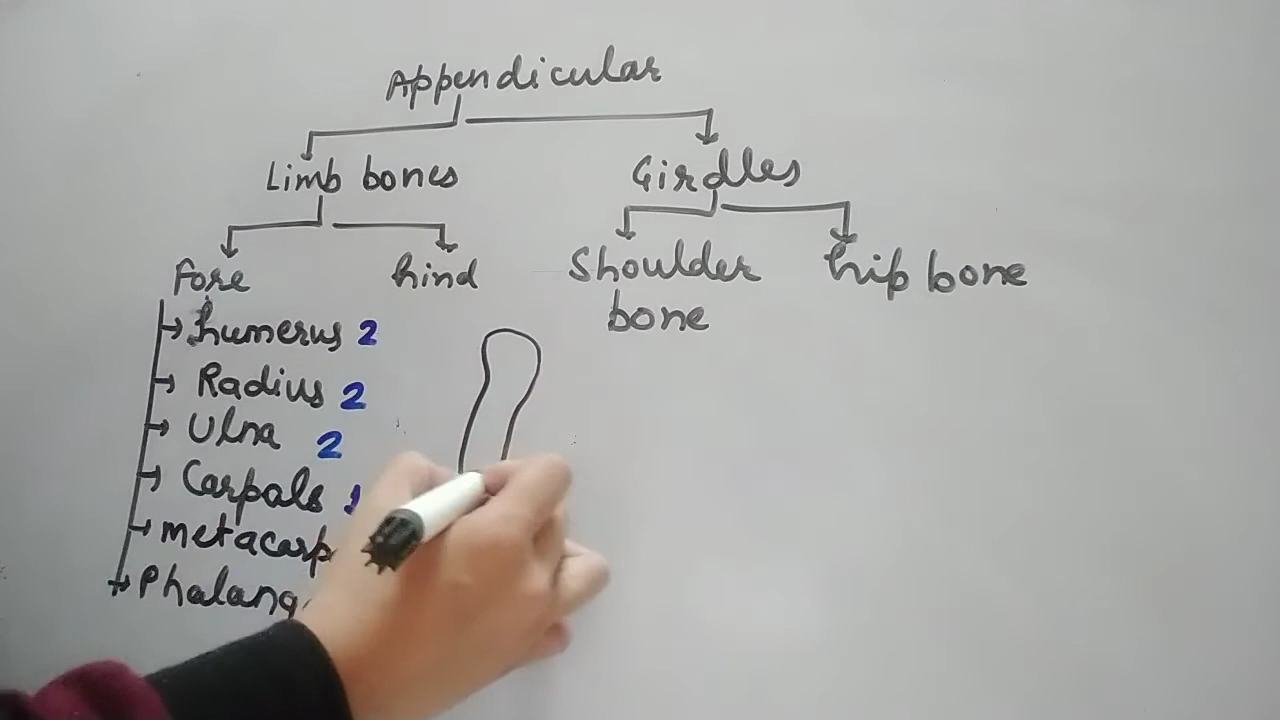 Appendicular
Limb bones Girdles
Fore hind Shoulder bone hip bone
humerus 2
Radius 2
Ulna 2
Carpals
metacarp
Phalang